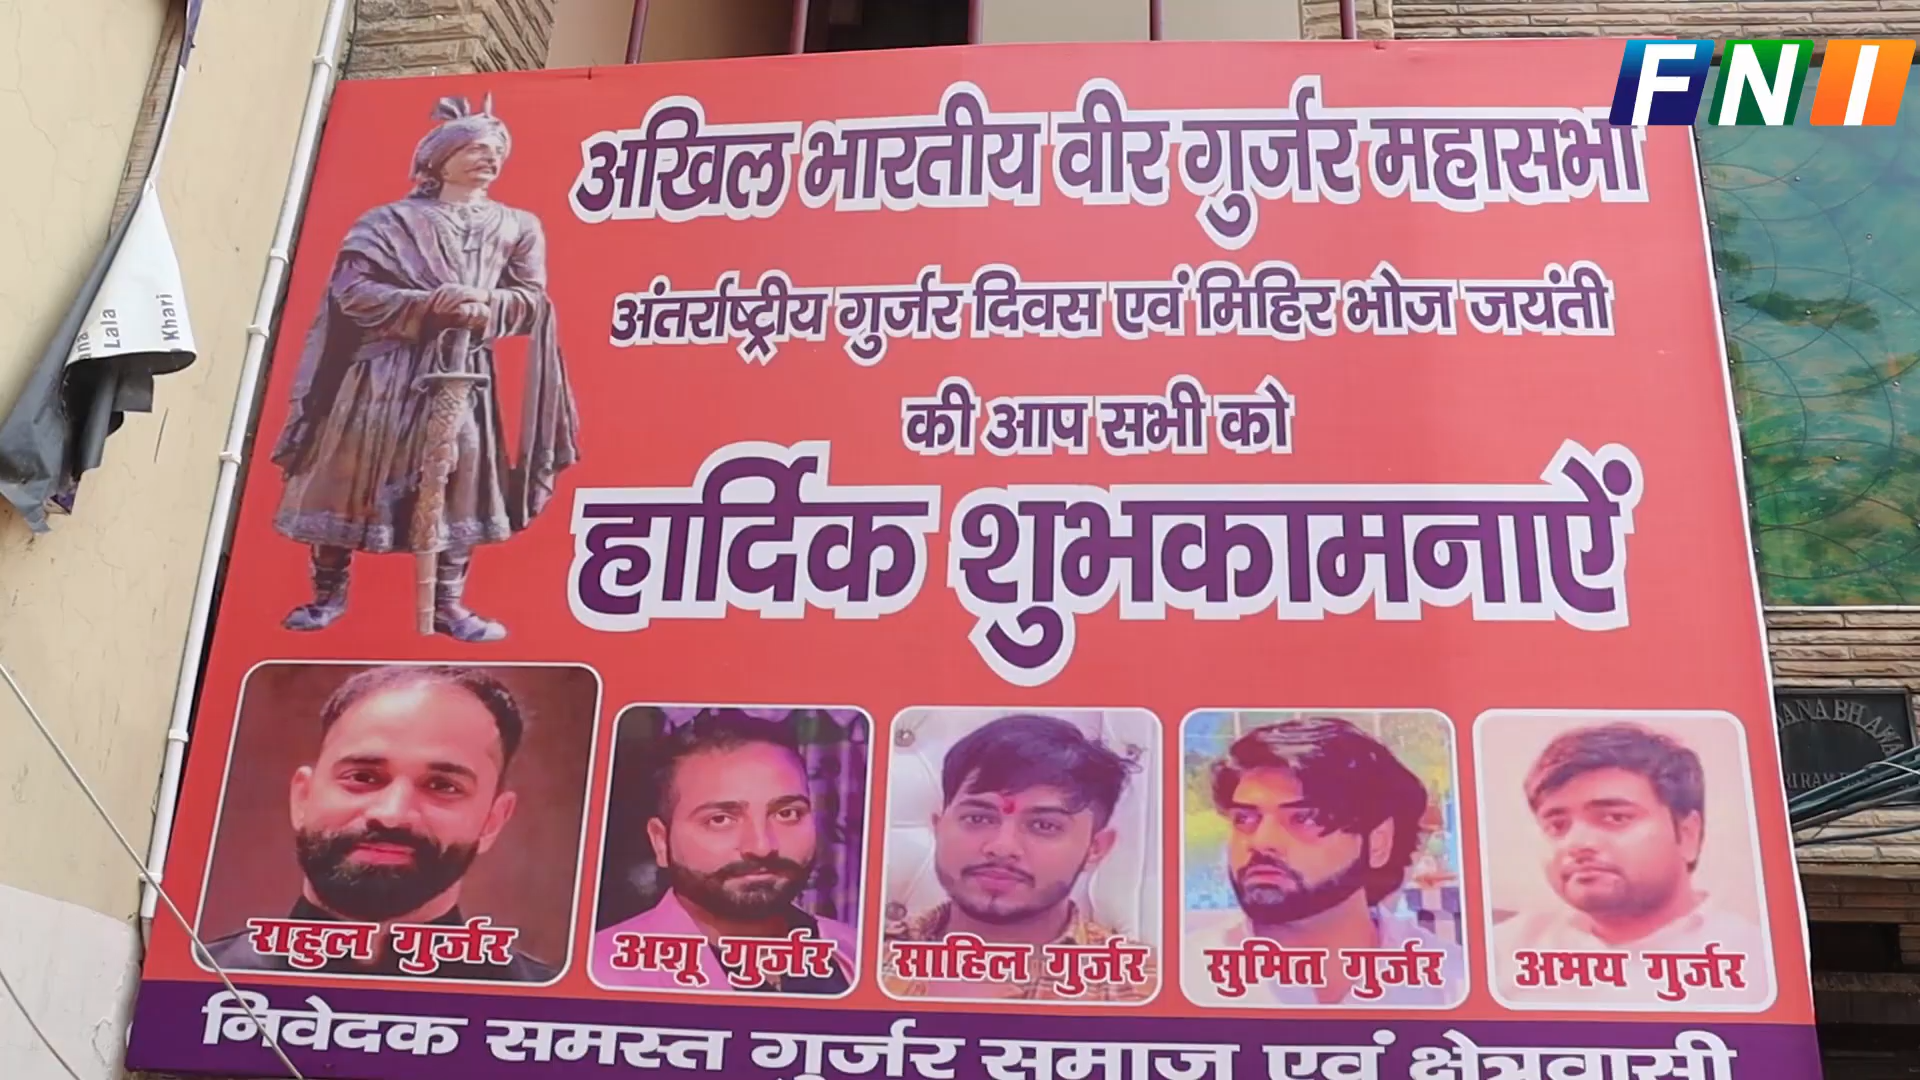 FNI
अखिल भारतीय वीर गुर्जर महासभा
अंतर्राष्ट्रीय गुर्जर दिवस एवं मिहिर भोज जयंती
की आप सभी को
हार्दिक शुभकामनाऐं
राहुल गुर्जर
अशू गुर्जर
साहिल गुर्जर
सुमित गुर्जर
अभय गुर्जर
निवेदक समस्त गुर्जर समाज एवं क्षेत्रवासी
Lala
Khari